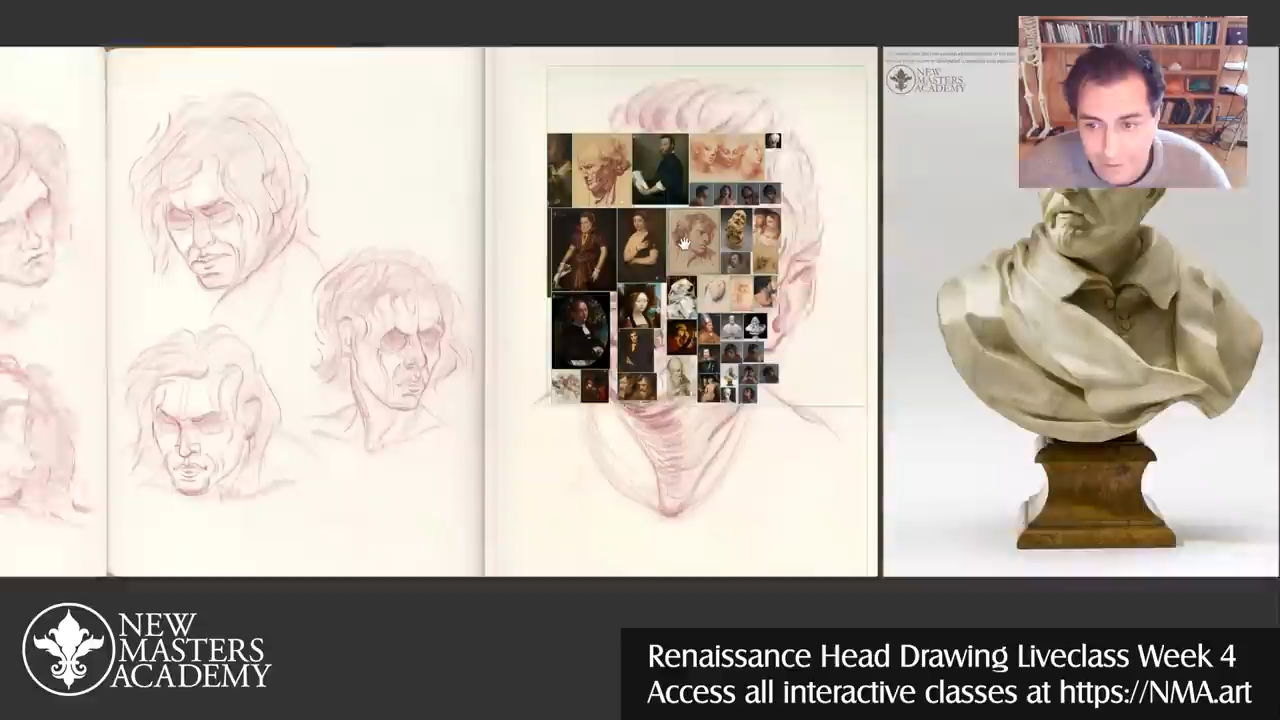 NEW
MASTERS
ACADEMY
NEW
MASTERS
ACADEMY
Renaissance Head Drawing Liveclass Week 4
Access all interactive classes at https://NMA.art